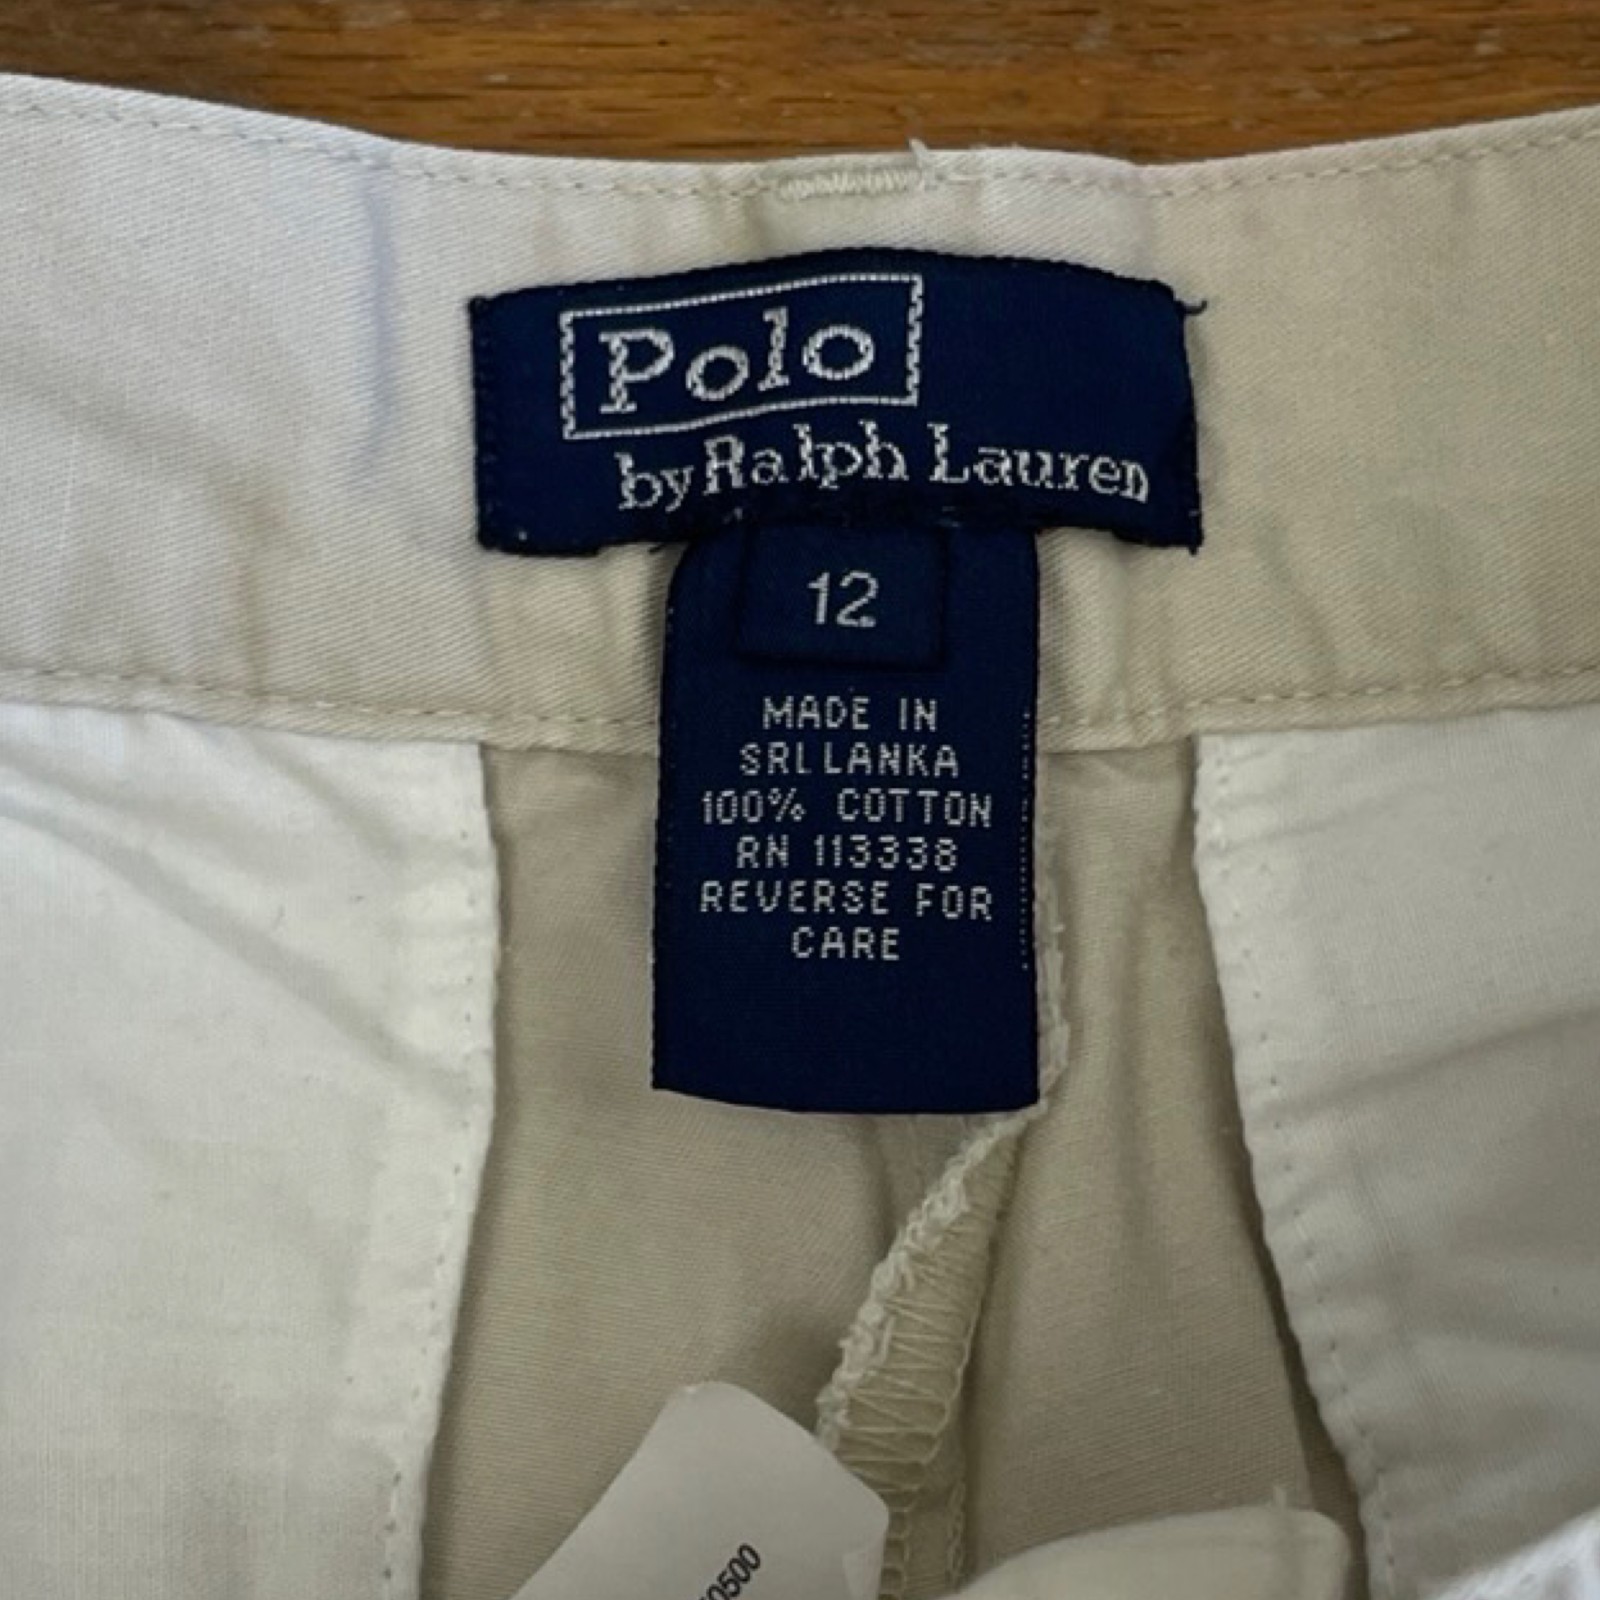 Polo
by Ralph Lauren
12
MADE IN
SRI LANKA
100% COTTON
RN 113338
REVERSE FOR
CARE